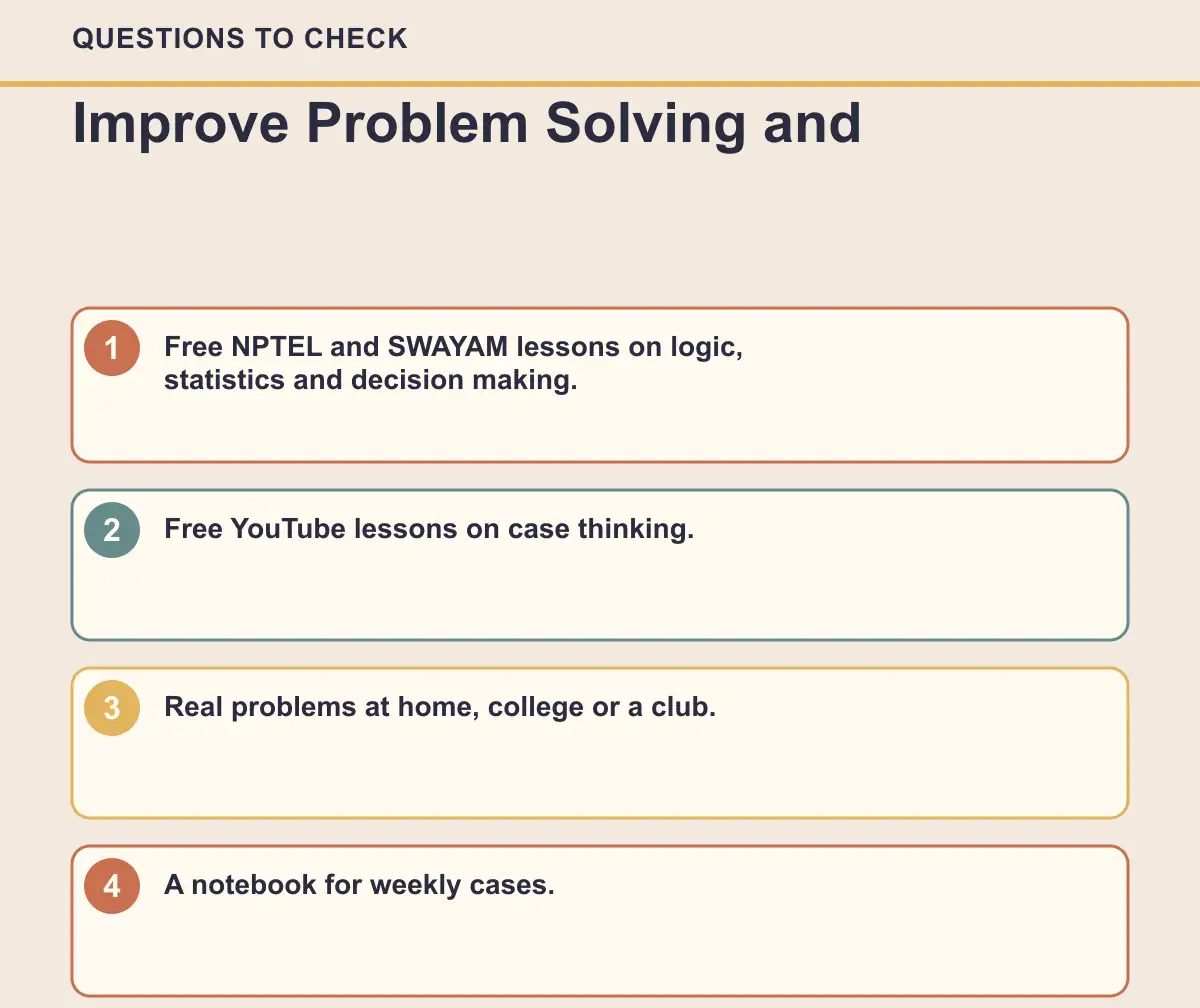 QUESTIONS TO CHECK
Improve Problem Solving and
1
Free NPTEL and SWAYAM lessons on logic,
statistics and decision making.
2
Free YouTube lessons on case thinking.
3
Real problems at home, college or a club.
4
A notebook for weekly cases.